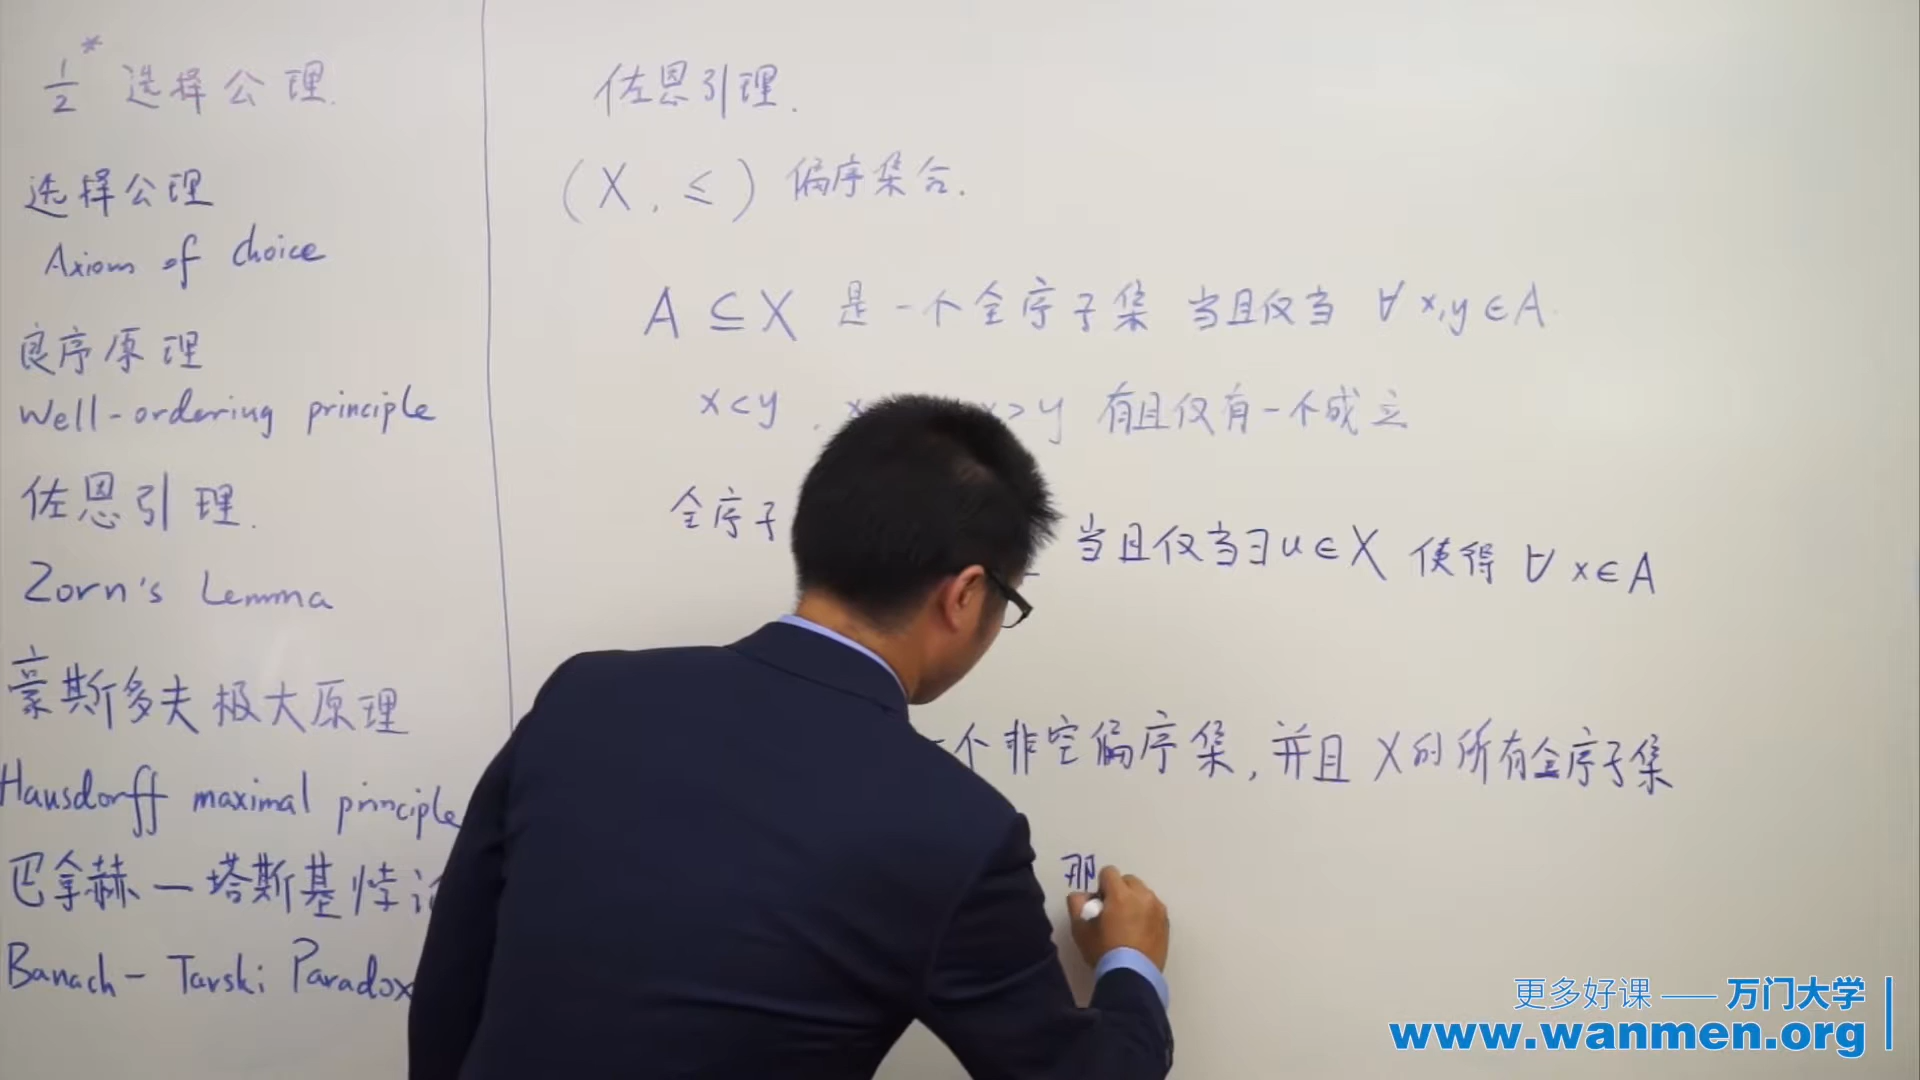 1/2* 选择公理.
选择公理
Axiom of choice
良序原理
Well-ordering principle
佐恩引理.
Zorn's Lemma
豪斯多夫极大原理
Hausdorff maximal principle
巴拿赫—塔斯基悖论
Banach-Tarski Paradox
佐恩引理.
(X, ≤) 偏序集合.
A ⊆ X 是一个全序子集 当且仅当 ∀ x,y ∈ A
x<y , x>y 有且仅有一个成立
全序子 当且仅当∃u∈X 使得 ∀ x∈A
一个非空偏序集, 并且 X的所有全序子集
那
更多好课 —— 万门大学
www.wanmen.org